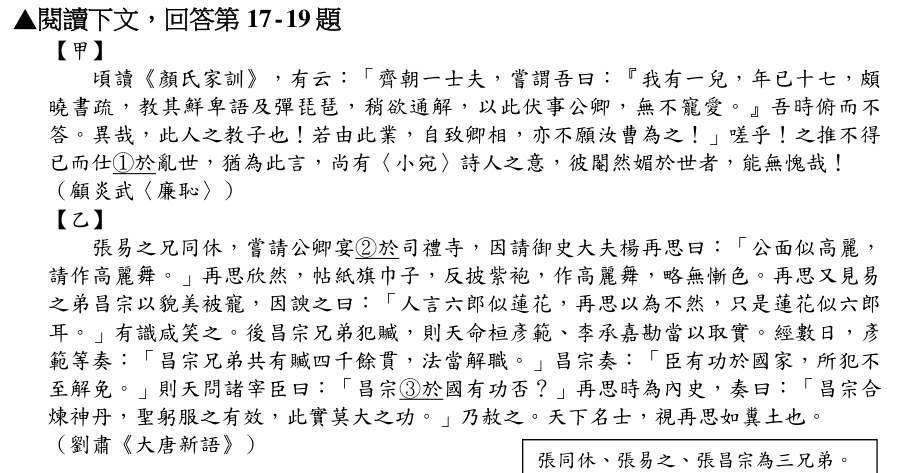 ▲閱讀下文，回答第 17-19 題
【甲】
頃讀《顏氏家訓》，有云：「齊朝一士夫，嘗謂吾曰：『我有一兒，年已十七，頗
曉書疏，教其鮮卑語及彈琵琶，稍欲通解，以此伏事公卿，無不寵愛。』吾時俯而不
答。異哉，此人之教子也！若由此業，自致卿相，亦不願汝曹為之！」嗟乎！之推不得
已而仕①於亂世，猶為此言，尚有〈小宛〉詩人之意，彼閹然媚於世者，能無愧哉！
（顧炎武〈廉恥〉）
【乙】
張易之兄同休，嘗請公卿宴②於司禮寺，因請御史大夫楊再思曰：「公面似高麗，
請作高麗舞。」再思欣然，帖紙旗巾子，反披紫袍，作高麗舞，略無慚色。再思又見易
之弟昌宗以貌美被寵，因諛之曰：「人言六郎似蓮花，再思以為不然，只是蓮花似六郎
耳。」有識咸笑之。後昌宗兄弟犯贓，則天命桓彥範、李承嘉勘當以取實。經數日，彥
範等奏：「昌宗兄弟共有贓四千餘貫，法當解職。」昌宗奏：「臣有功於國家，所犯不
至解免。」則天問諸宰臣曰：「昌宗③於國有功否？」再思時為內史，奏曰：「昌宗合
煉神丹，聖躬服之有效，此實莫大之功。」乃赦之。天下名士，視再思如糞土也。
（劉肅《大唐新語》）
張同休、張易之、張昌宗為三兄弟。